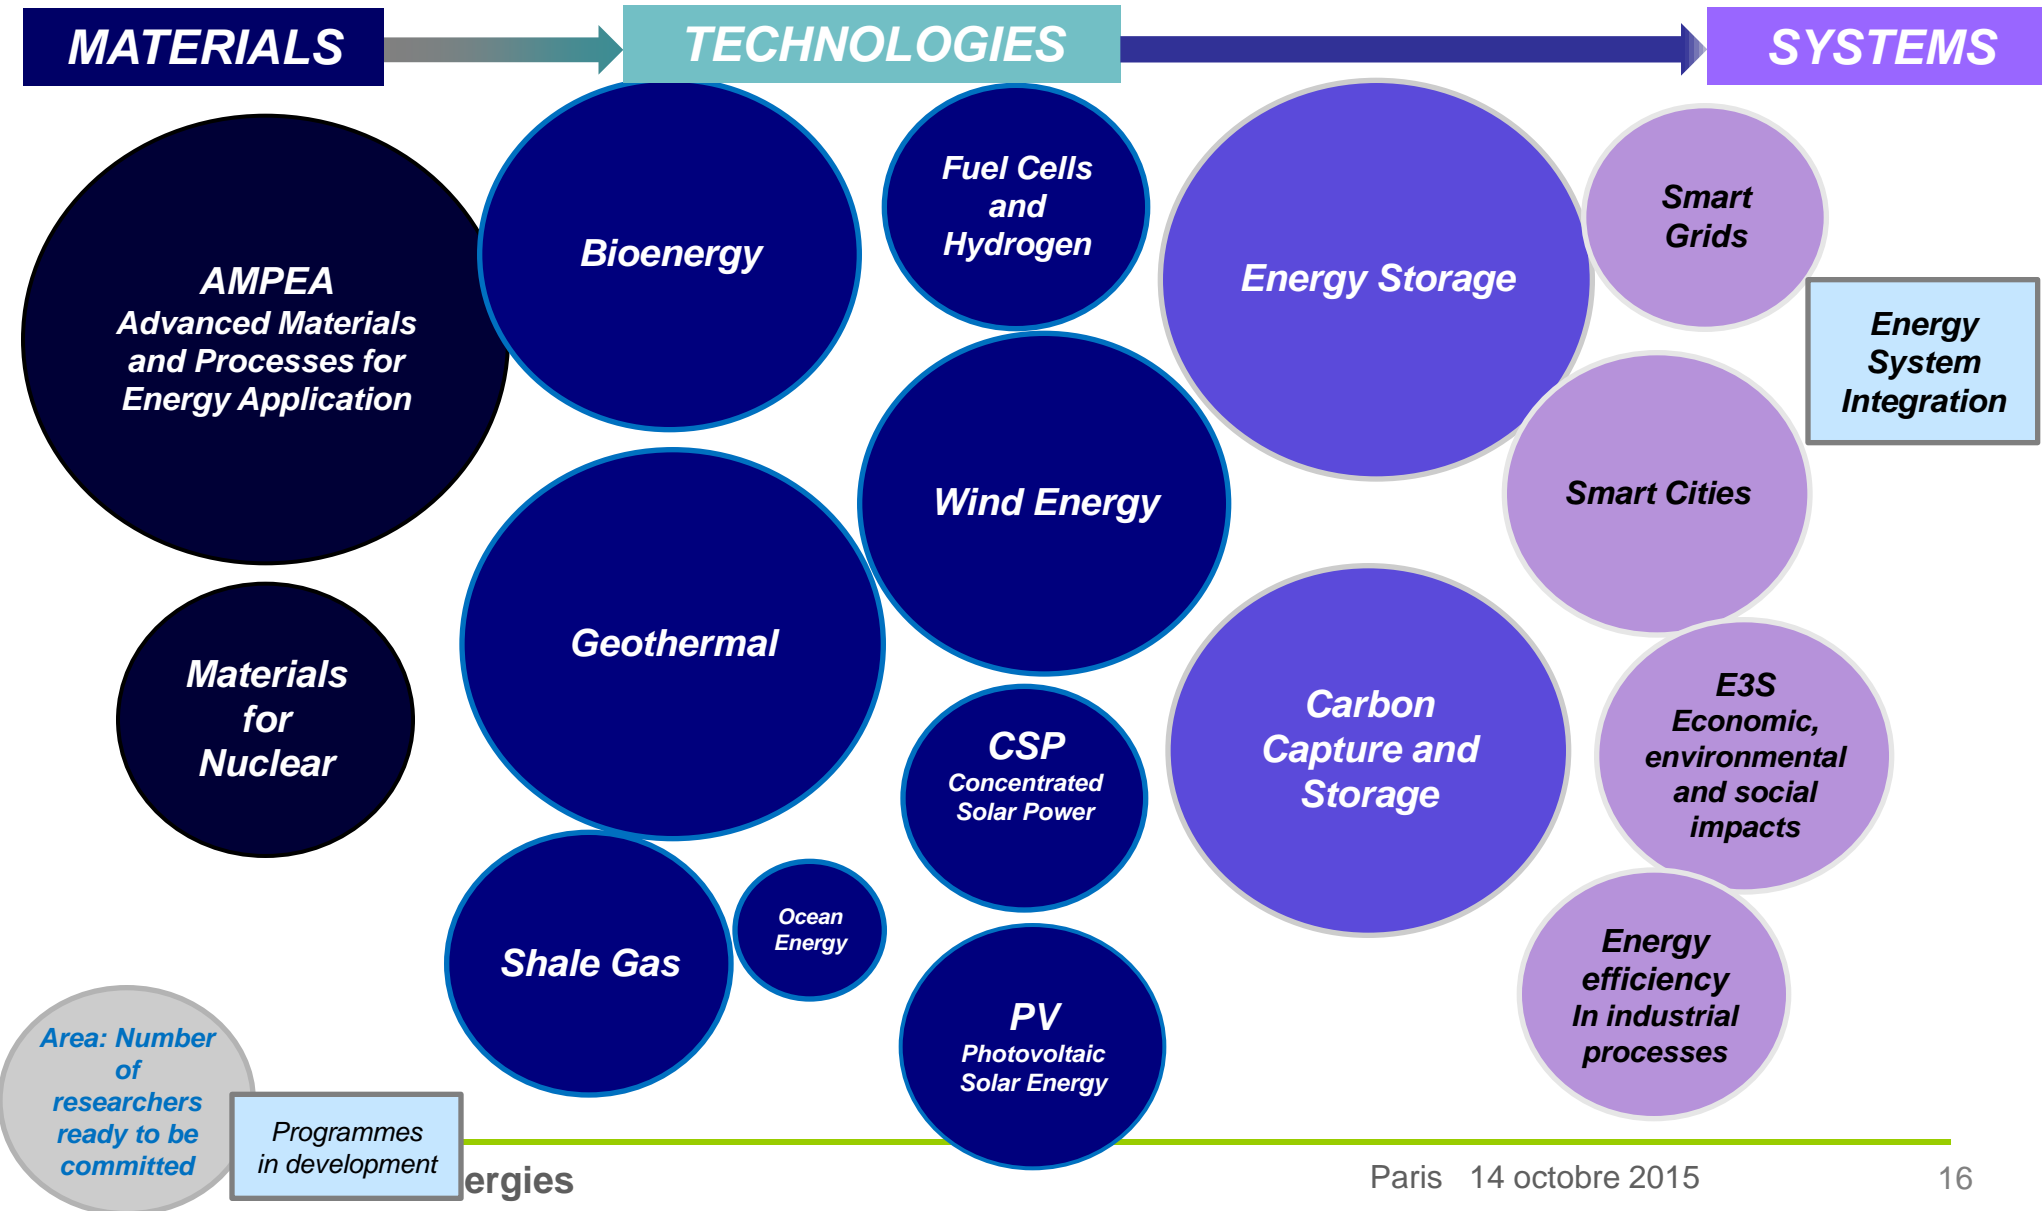 MATERIALS
TECHNOLOGIES
SYSTEMS
AMPEA
Advanced Materials
and Processes for
Energy Application
Materials
for
Nuclear
Bioenergy
Geothermal
Shale Gas
Ocean
Energy
Fuel Cells
and
Hydrogen
Wind Energy
CSP
Concentrated
Solar Power
PV
Photovoltaic
Solar Energy
Energy Storage
Carbon
Capture and
Storage
Smart
Grids
Smart Cities
E3S
Economic,
environmental
and social
impacts
Energy
efficiency
In industrial
processes
Energy
System
Integration
Area: Number
of
researchers
ready to be
committed
Programmes
in development
ergies
Paris 14 octobre 2015
16